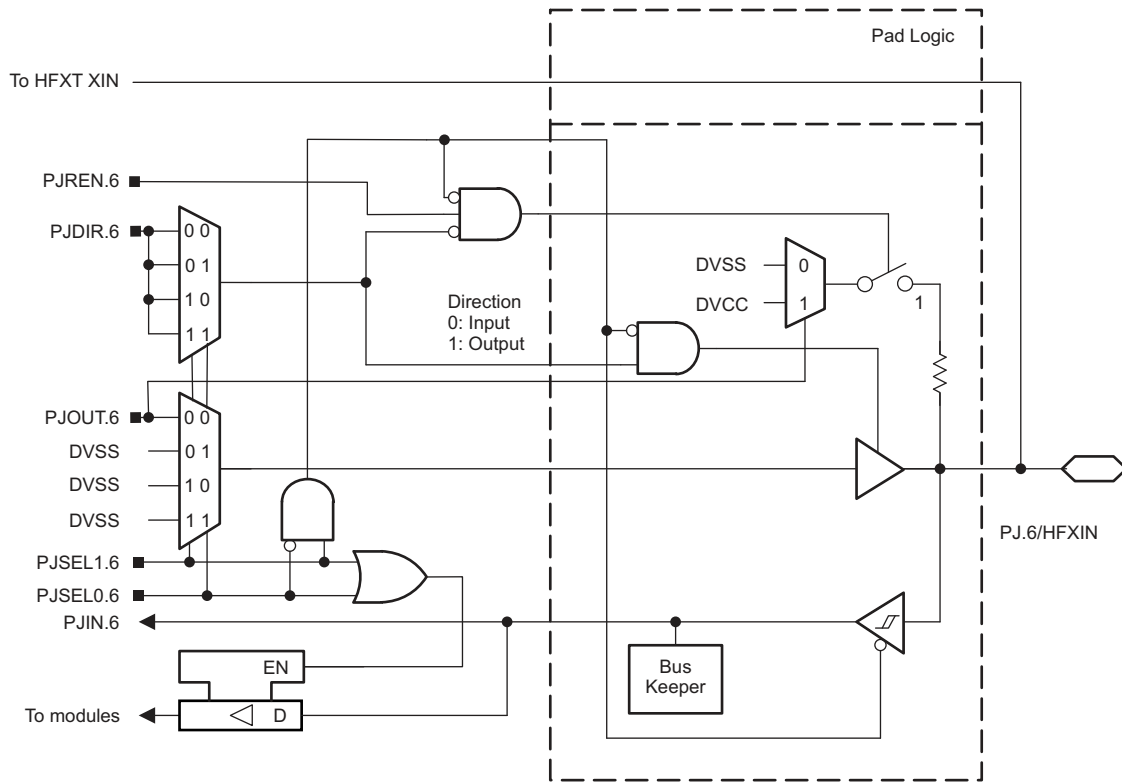 Pad Logic
To HFXT XIN
PJREN.6
PJDIR.6
0 0
0 1
1 0
1 1
Direction
0: Input
1: Output
DVSS
0
DVCC
1
1
PJOUT.6
0 0
DVSS
0 1
DVSS
1 0
DVSS
1 1
PJ.6/HFXIN
PJSEL1.6
PJSEL0.6
PJIN.6
EN
Bus
Keeper
To modules
D